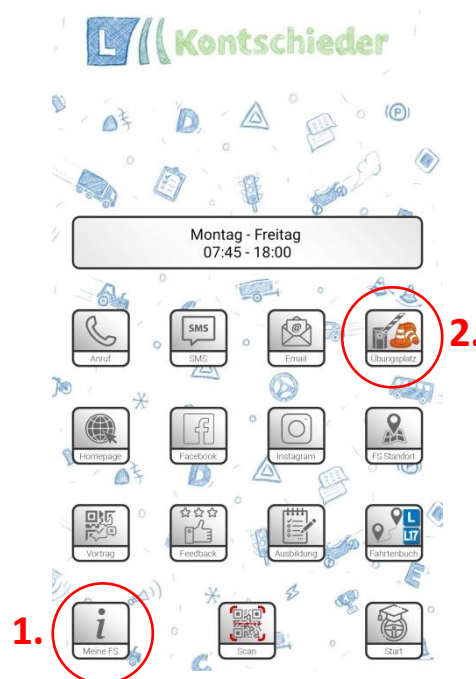 L Kontschieder
Montag - Freitag
07:45 - 18:00
2.
Anruf
SMS
SMS
@
Email
Übungsplatz
Homepage
Facebook
Instagram
FS Standort
Vortrag
Feedback
Ausbildung
L
L17
Fahrtenbuch
1.
i
Meine FS
Scan
Start